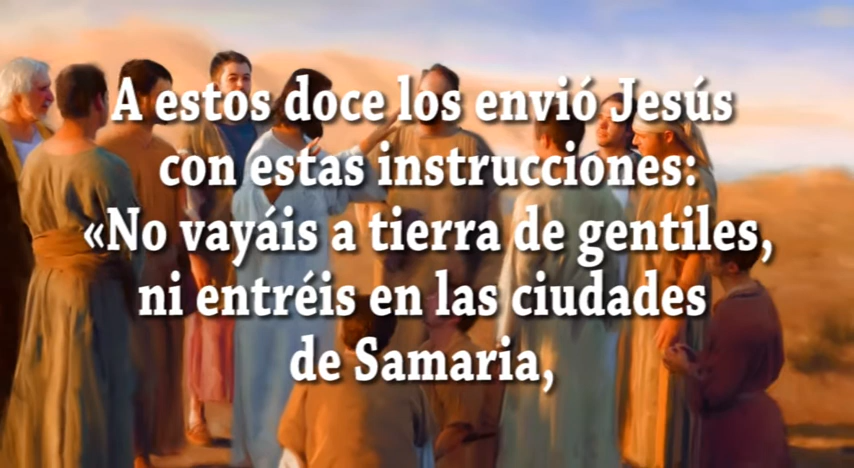 A estos doce los envió Jesús
con estas instrucciones:
«No vayáis a tierra de gentiles,
ni entréis en las ciudades
de Samaria,